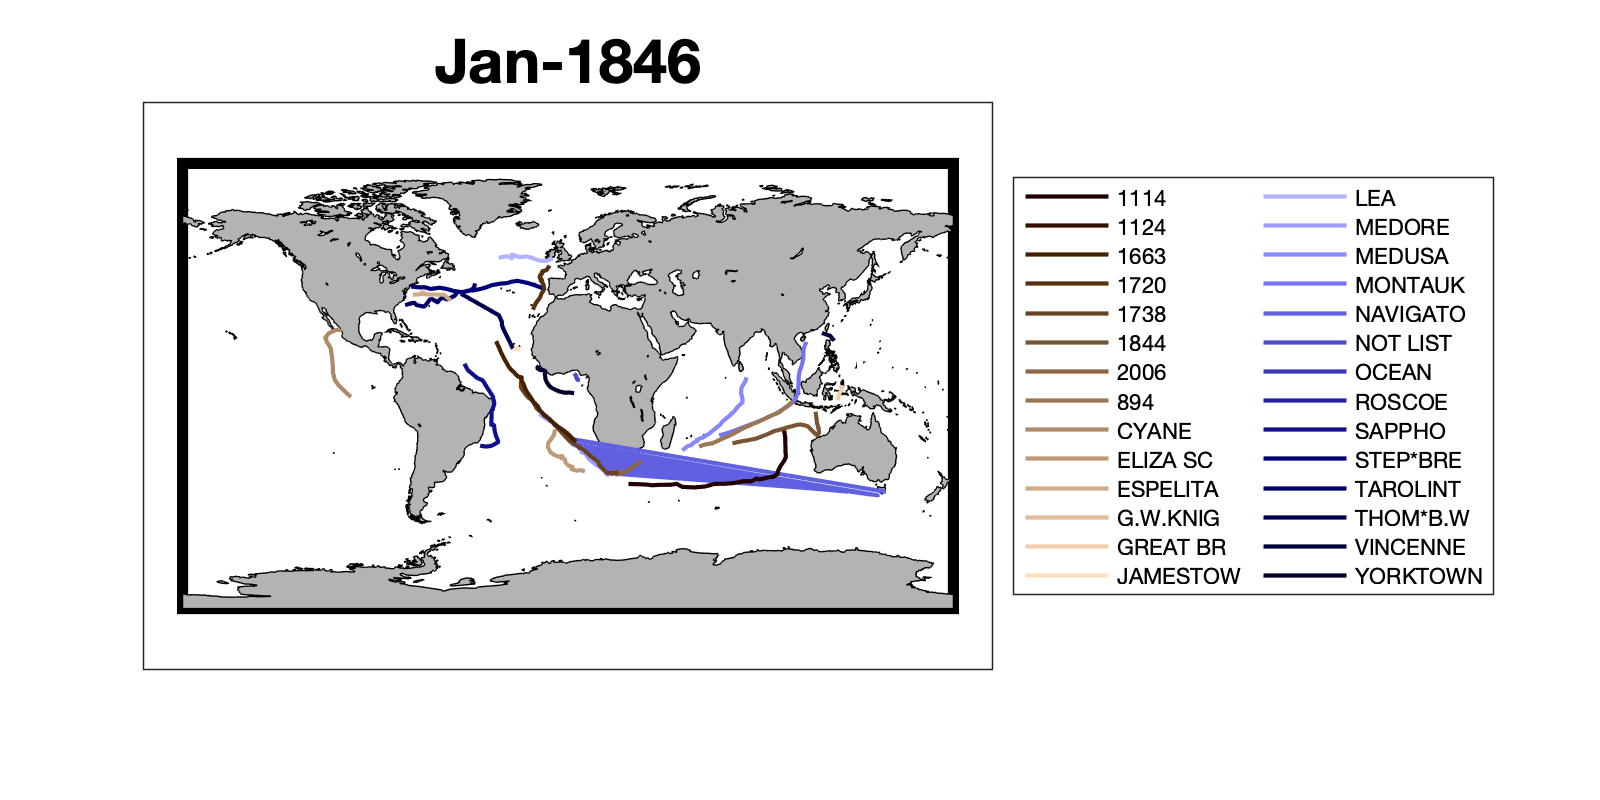 Jan-1846
1114
1124
1663
1720
1738
1844
2006
894
CYANE
ELIZA SC
ESPELITA
G.W.KNIG
GREAT BR
JAMESTOW
LEA
MEDORE
MEDUSA
MONTAUK
NAVIGATO
NOT LIST
OCEAN
ROSCOE
SAPPHO
STEP*BRE
TAROLINT
THOM*B.W
VINCENNE
YORKTOWN